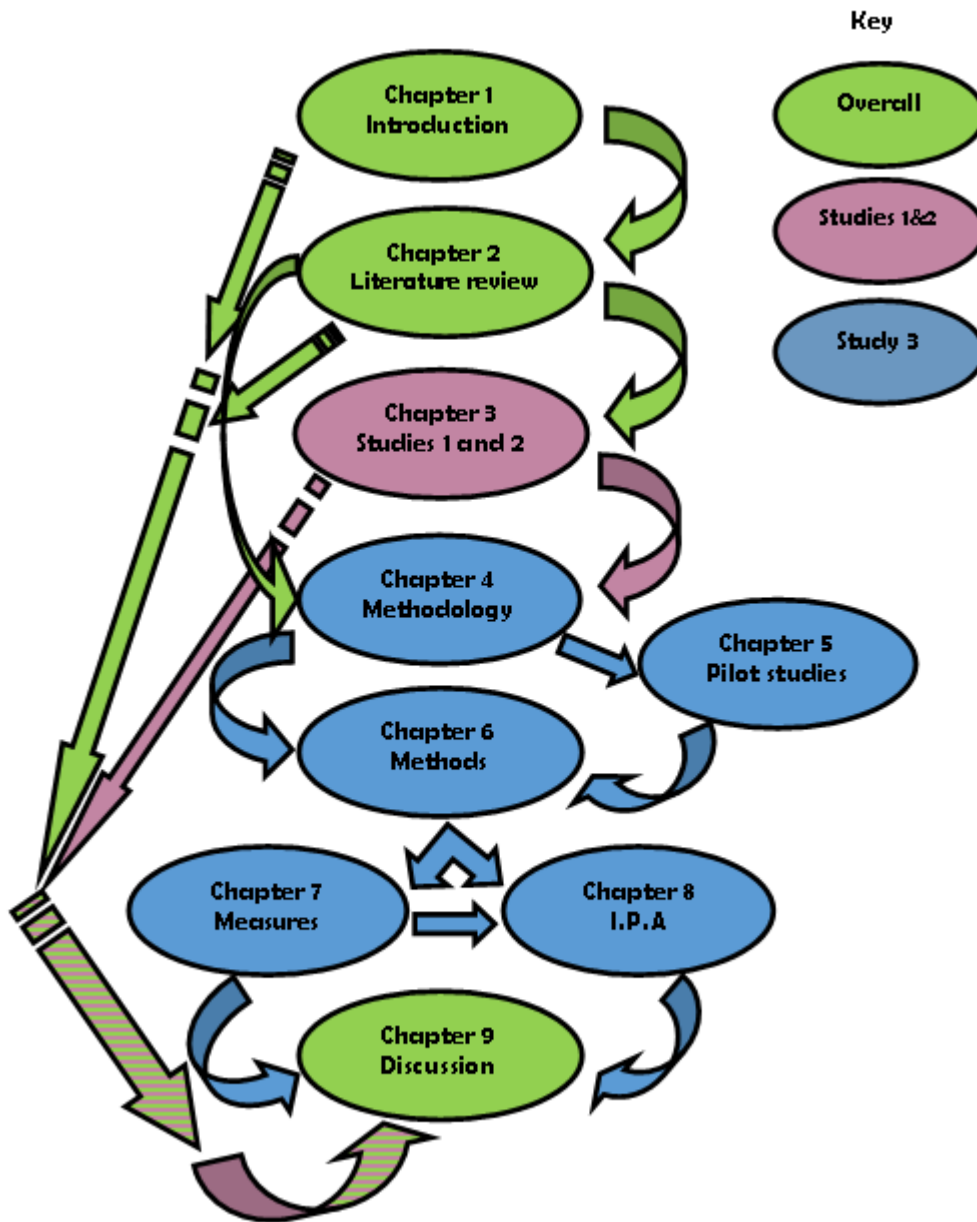 Key
Overall
Studies 1&2
Study 3
Chapter 1
Introduction
Chapter 2
Literature review
Chapter 3
Studies 1 and 2
Chapter 4
Methodology
Chapter 5
Pilot studies
Chapter 6
Methods
Chapter 7
Measures
Chapter 8
I.P.A
Chapter 9
Discussion